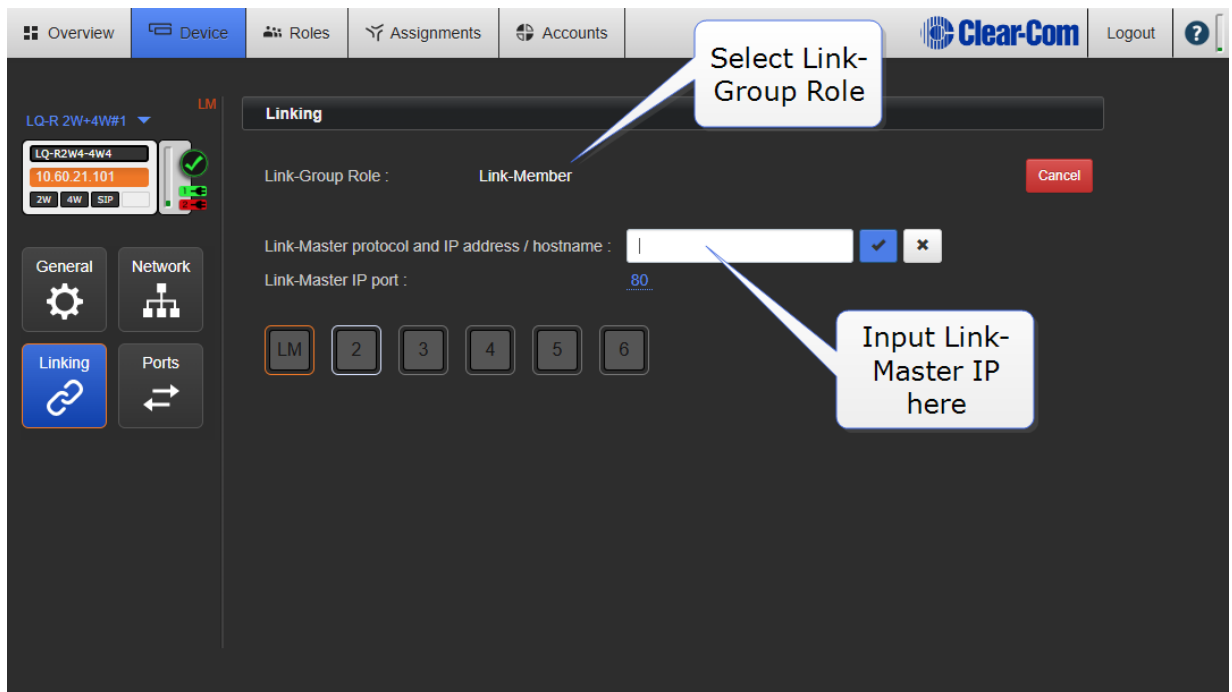 Overview Device Roles Assignments Accounts Clear-Com Logout ?
Select Link-
Group Role
LM
LQ-R 2W+4W#1
LQ-R2W4-4W4
10.60.21.101
2W 4W SIP
1
2
General Network
Linking Ports
Linking
Link-Group Role : Link-Member Cancel
Link-Master protocol and IP address / hostname :
Link-Master IP port : 80
LM 2 3 4 5 6
Input Link-
Master IP
here